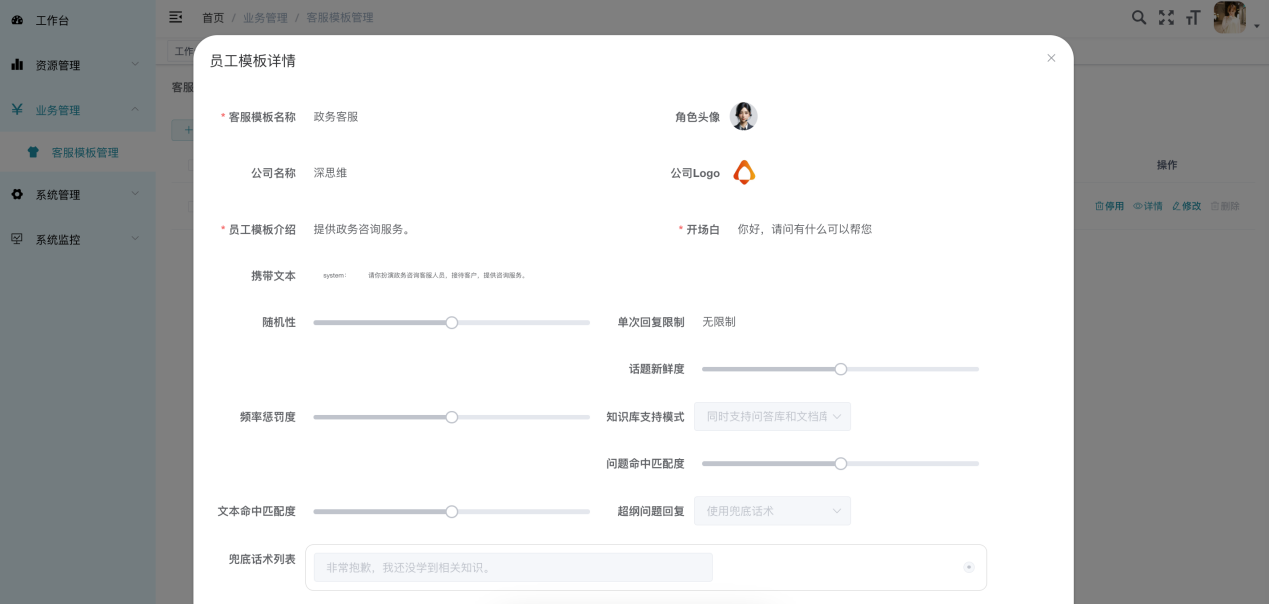 工作台
首页 / 业务管理 / 客服模板管理
资源管理
业务管理
客服模板管理
系统管理
系统监控
工作
客服
+
操作
停用 详情 修改 删除
员工模板详情
* 客服模板名称 政务客服 角色头像
公司名称 深思维 公司Logo
* 员工模板介绍 提供政务咨询服务。 * 开场白 你好，请问有什么可以帮您
携带文本 system： 请你扮演政务咨询客服人员、接待客户，提供咨询服务。
随机性 单次回复限制 无限制
话题新鲜度
频率惩罚度 知识库支持模式 同时支持问答库和文档库
问题命中匹配度
文本命中匹配度 超纲问题回复 使用兜底话术
兜底话术列表 非常抱歉，我还没学到相关知识。